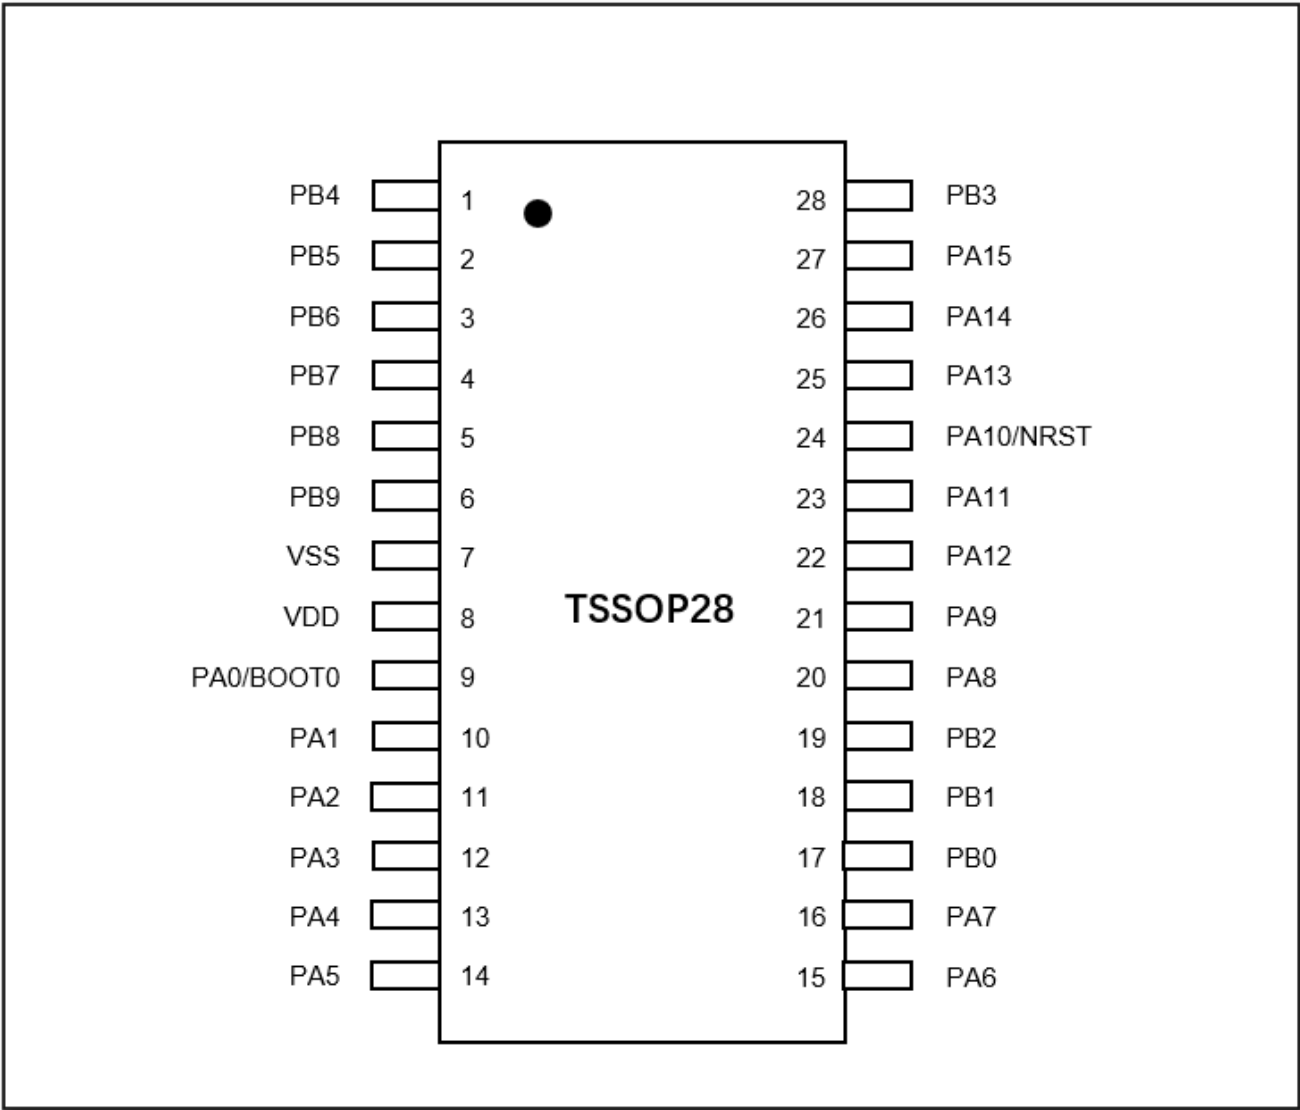 PB4 1 28 PB3
PB5 2 27 PA15
PB6 3 26 PA14
PB7 4 25 PA13
PB8 5 24 PA10/NRST
PB9 6 23 PA11
VSS 7 22 PA12
VDD 8 TSSOP28 21 PA9
PA0/BOOT0 9 20 PA8
PA1 10 19 PB2
PA2 11 18 PB1
PA3 12 17 PB0
PA4 13 16 PA7
PA5 14 15 PA6